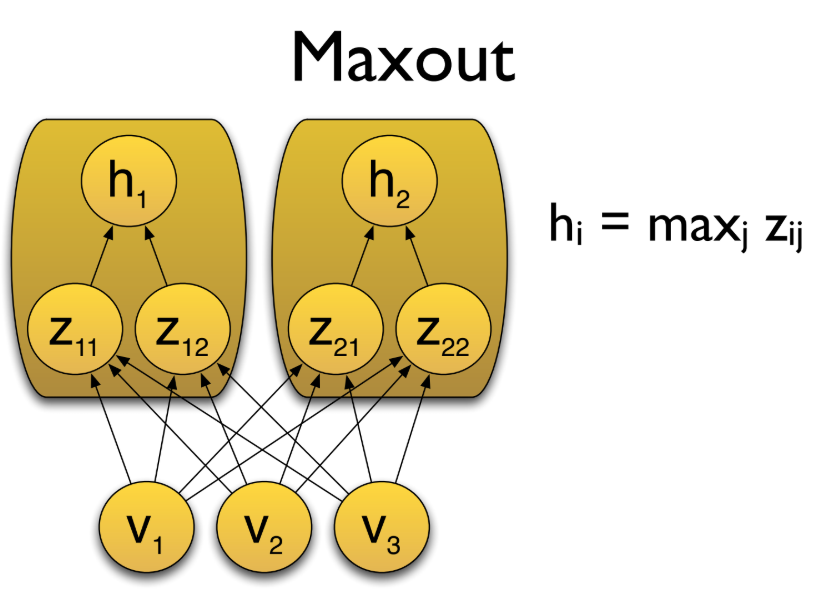 Maxout
h₁ h₂
hᵢ = maxⱼ zᵢⱼ
z₁₁ z₁₂ z₂₁ z₂₂
v₁ v₂ v₃